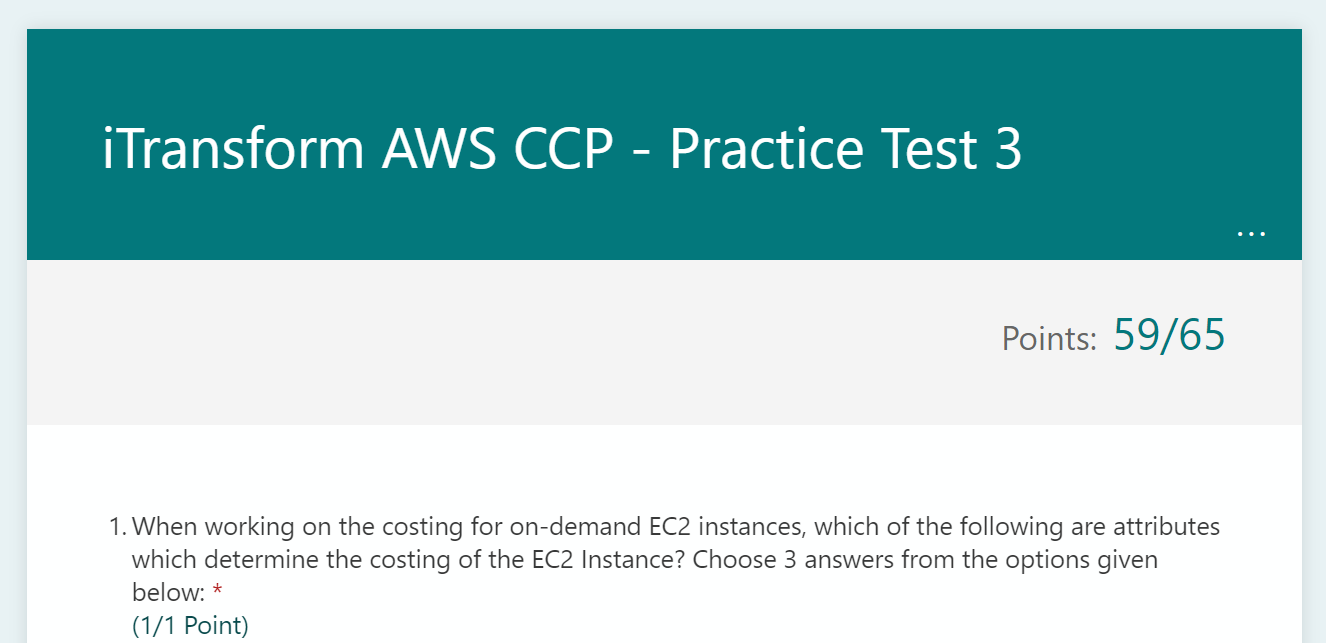 iTransform AWS CCP - Practice Test 3
...
Points: 59/65
1. When working on the costing for on-demand EC2 instances, which of the following are attributes
which determine the costing of the EC2 Instance? Choose 3 answers from the options given
below: *
(1/1 Point)